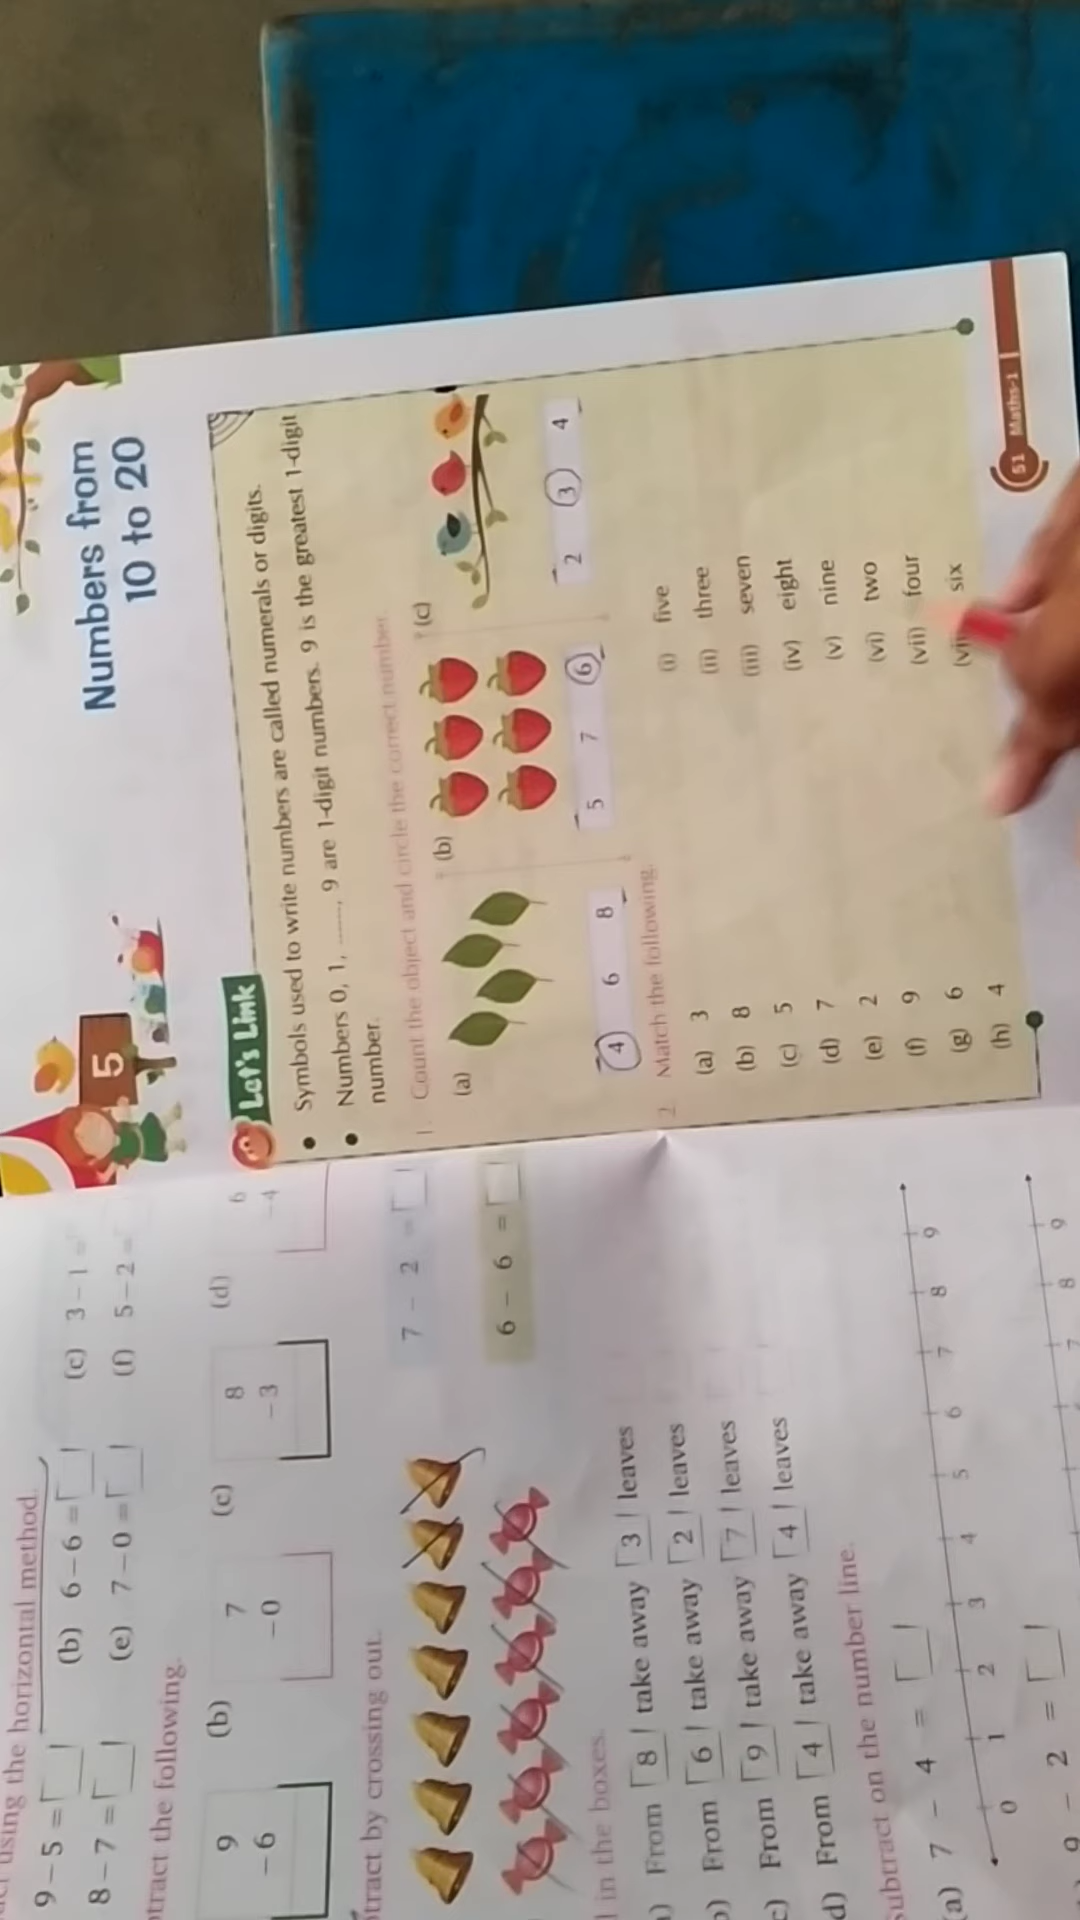 using the horizontal method.
9 – 5 =
(b) 6 – 6 =
(c) 3 – 1 =
8 – 7 =
(e) 7 – 0 =
(f) 5 – 2 =
the following.
(b)
(c)
(d)
9
– 6
7
– 0
8
– 3
6
– 4
by crossing out.
7 – 2 =
6 – 6 =
in the boxes.
From 8 take away 3 leaves
From 6 take away 2 leaves
From 9 take away 7 leaves
d) From 4 take away 4 leaves
on the number line.
(a) 7 – 4 =
0 1 2 3 4 5 6 7 8 9
9 – 2 =
7 8 9
5
Numbers from
10 to 20
Let's Link
• Symbols used to write numbers are called numerals or digits.
• Numbers 0, 1, ......, 9 are 1-digit numbers. 9 is the greatest 1-digit
number.
1. Count the object and circle the correct number.
(a)
(b)
(c)
4 6 8
5 7 6
2 3 4
2. Match the following.
(a) 3 (i) five
(b) 8 (ii) three
(c) 5 (iii) seven
(d) 7 (iv) eight
(e) 2 (v) nine
(f) 9 (vi) two
(g) 6 (vii) four
(h) 4 six
51 Maths-1